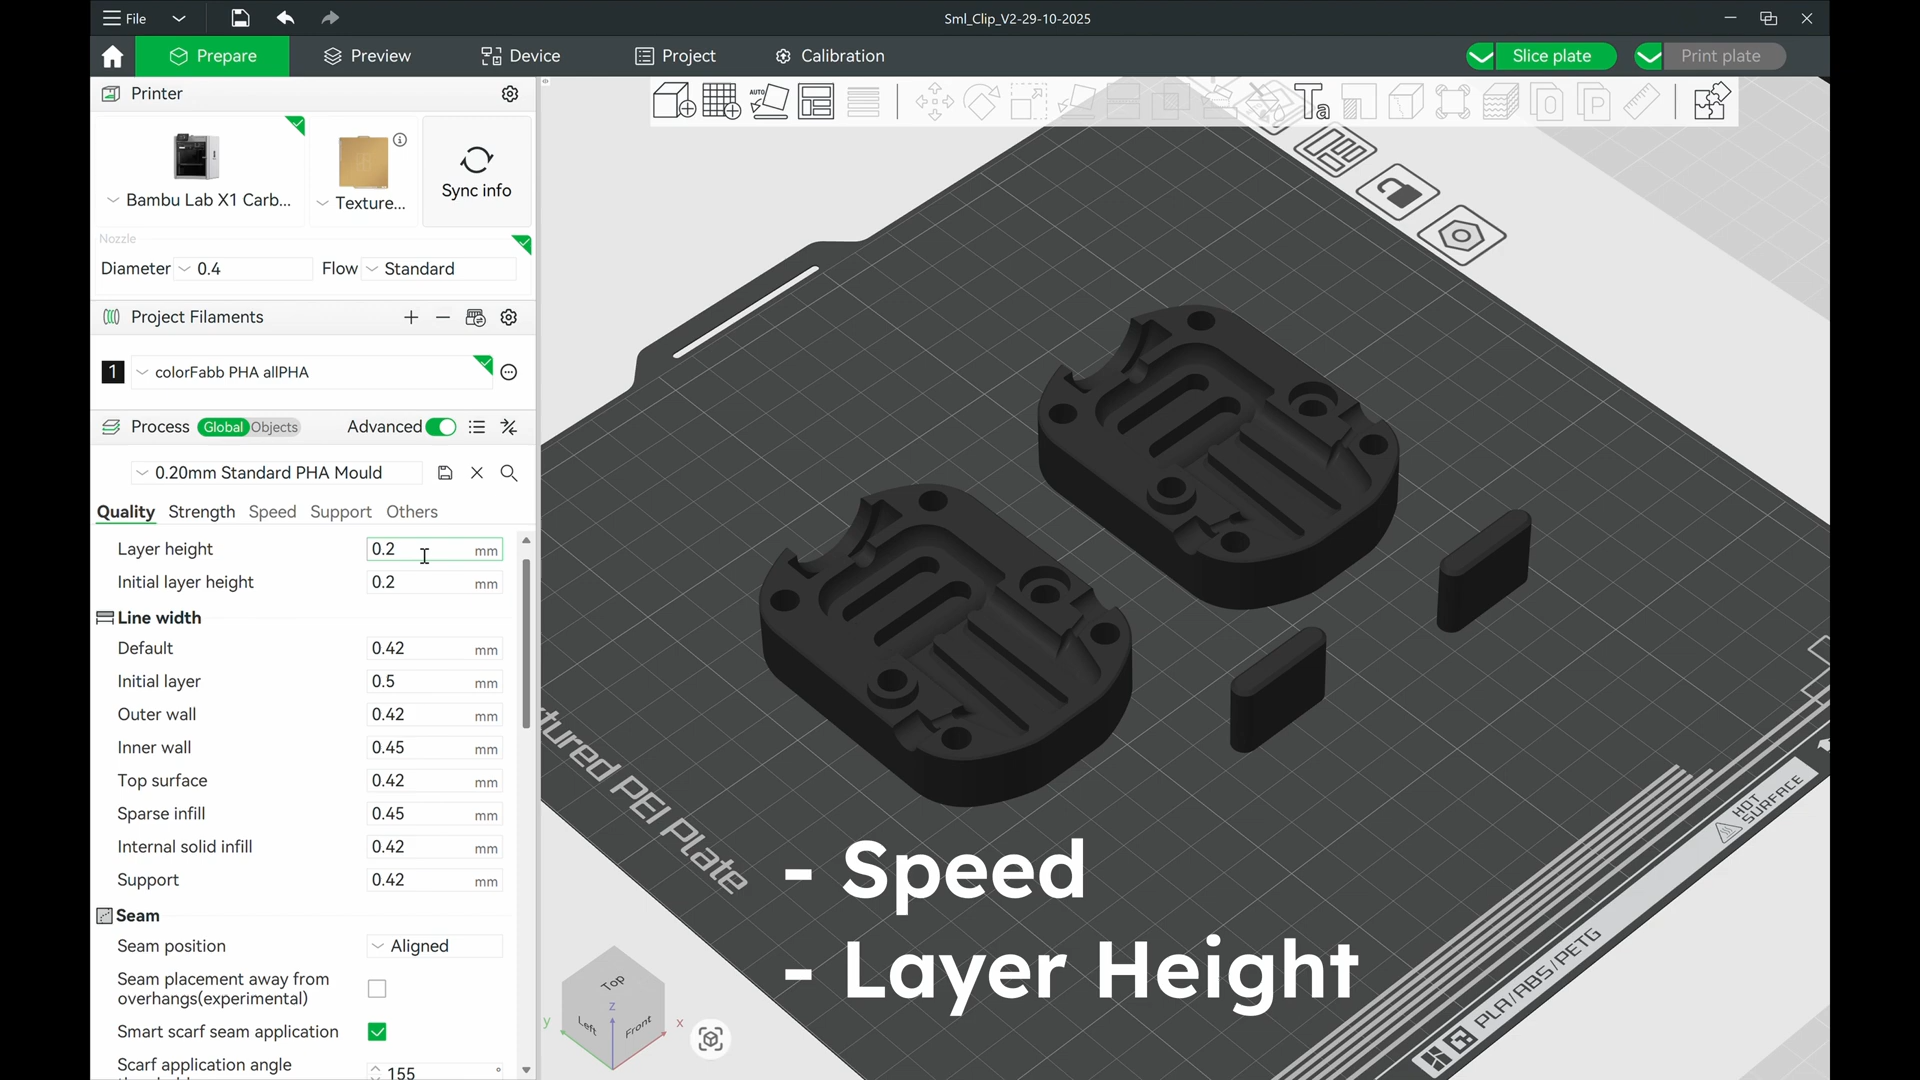 File
Sml_Clip_V2-29-10-2025
Prepare
Preview
Device
Project
Calibration
Slice plate
Print plate
Printer
AUTO
Bambu Lab X1 Carb...
Texture...
Sync info
Nozzle
Diameter 0.4
Flow Standard
Project Filaments
1 colorFabb PHA allPHA
Process Global Objects Advanced
0.20mm Standard PHA Mould
Quality Strength Speed Support Others
Layer height 0.2 mm
Initial layer height 0.2 mm
Line width
Default 0.42 mm
Initial layer 0.5 mm
Outer wall 0.42 mm
Inner wall 0.45 mm
Top surface 0.42 mm
Sparse infill 0.45 mm
Internal solid infill 0.42 mm
Support 0.42 mm
Seam
Seam position Aligned
Seam placement away from
overhangs(experimental)
Smart scarf seam application
Scarf application angle 155 °
tured PEI Plate
- Speed
- Layer Height
Top
Left
Front
z
y
x
HOT
SURFACE
PLA/ABS/PETG